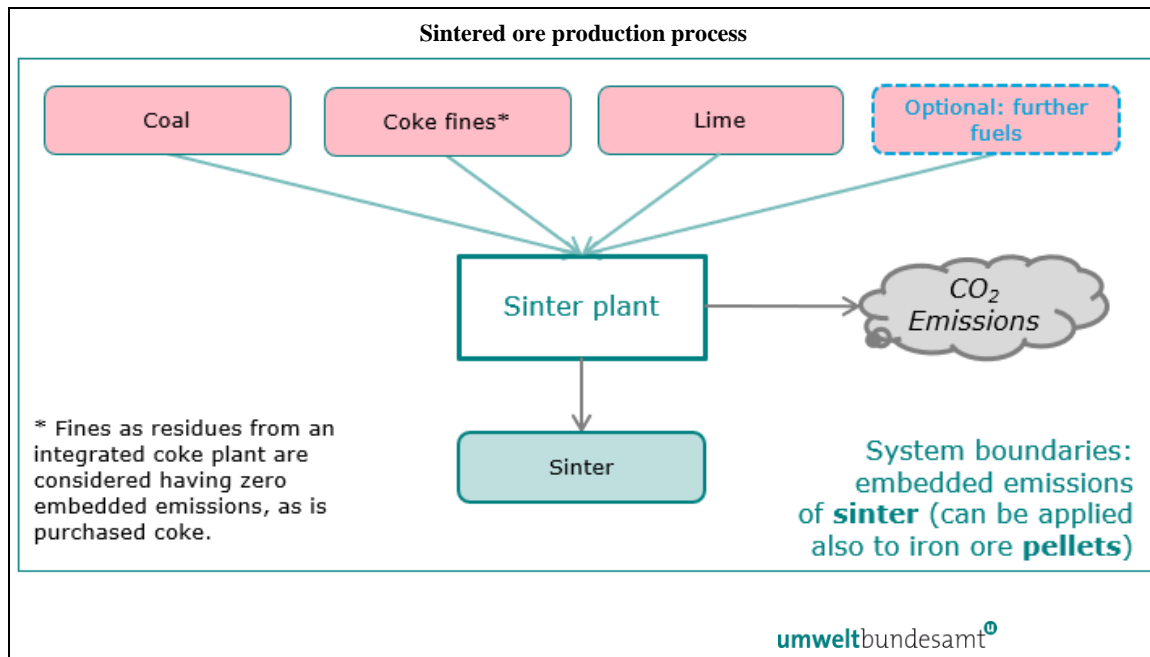 Sintered ore production process
Coal
Coke fines*
Lime
Optional: further
fuels
Sinter plant
CO₂
Emissions
Sinter
* Fines as residues from an
integrated coke plant are
considered having zero
embedded emissions, as is
purchased coke.
System boundaries:
embedded emissions
of sinter (can be applied
also to iron ore pellets)
umweltbundesamt u